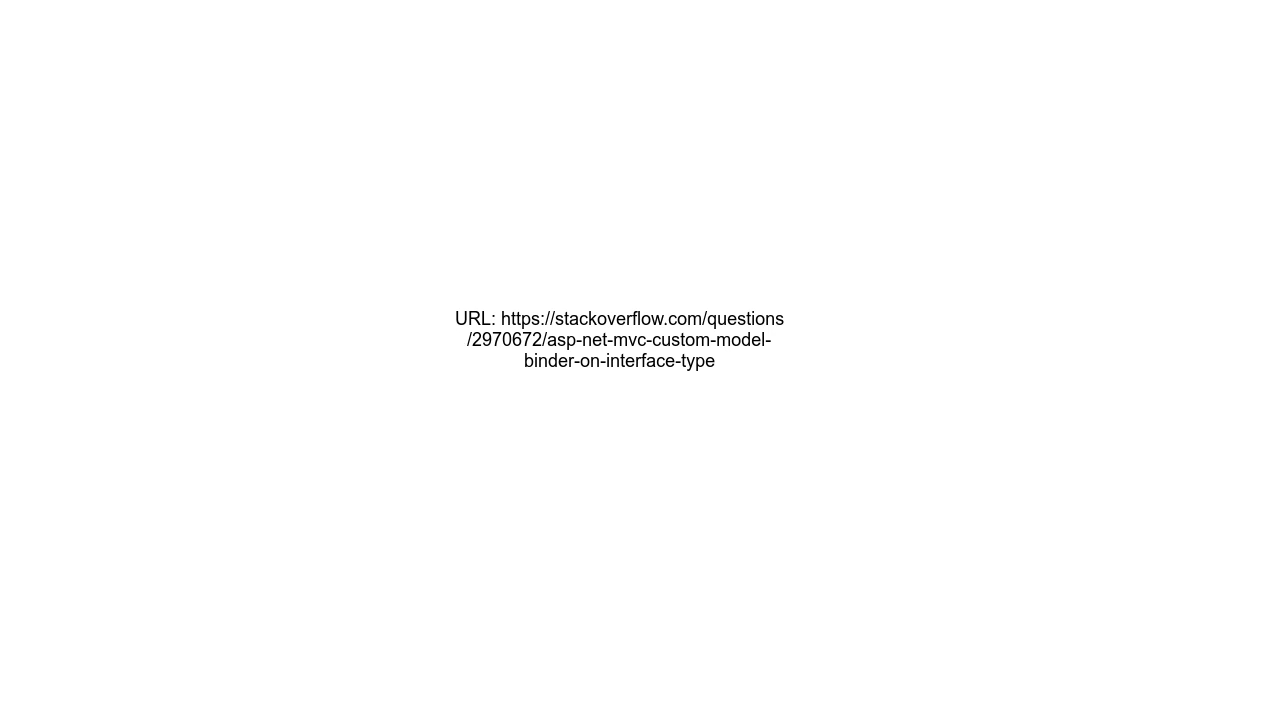 URL: https://stackoverflow.com/questions
/2970672/asp-net-mvc-custom-model-
binder-on-interface-type